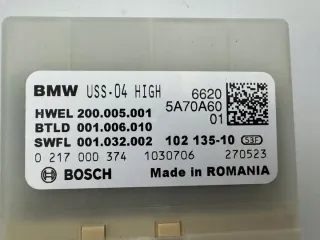 BMW USS-04 HIGH 6620
5A70A60
HWEL 200.005.001 01
BTLD 001.006.010
SWFL 001.032.002 102 135-10 53F
0 217 000 374 1030706 270523
BOSCH Made in ROMANIA